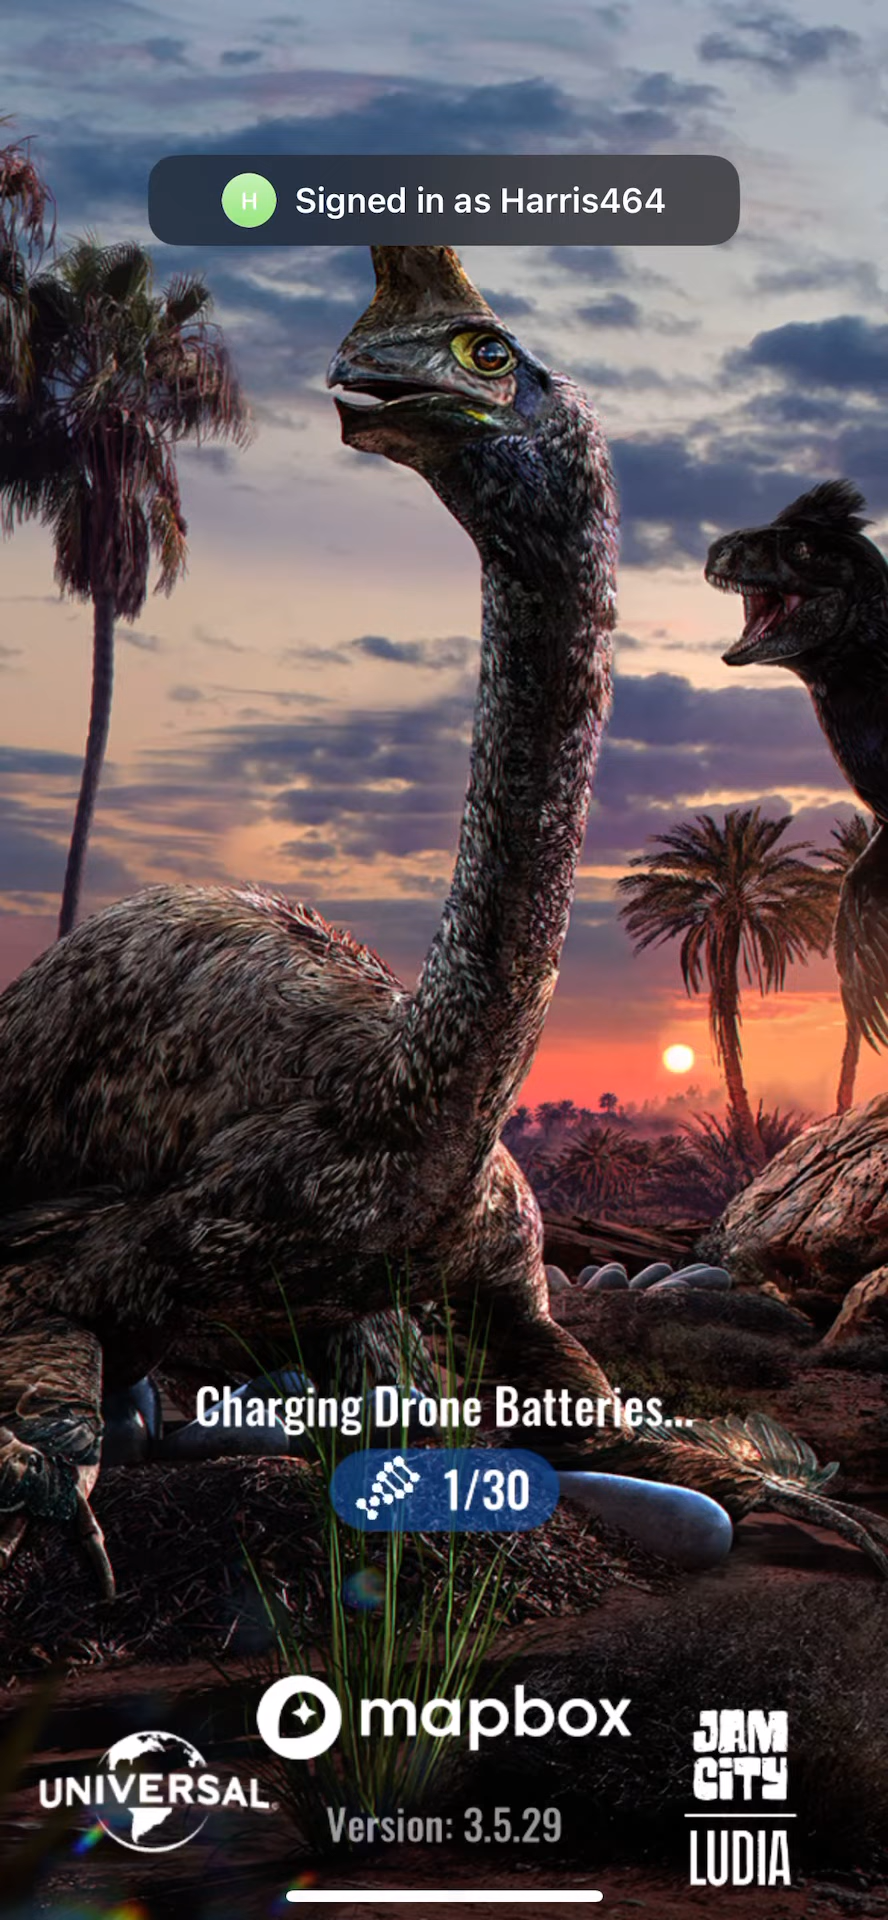 H Signed in as Harris464
Charging Drone Batteries...
1/30
mapbox
UNIVERSAL
JAM
CITY
LUDIA
Version: 3.5.29